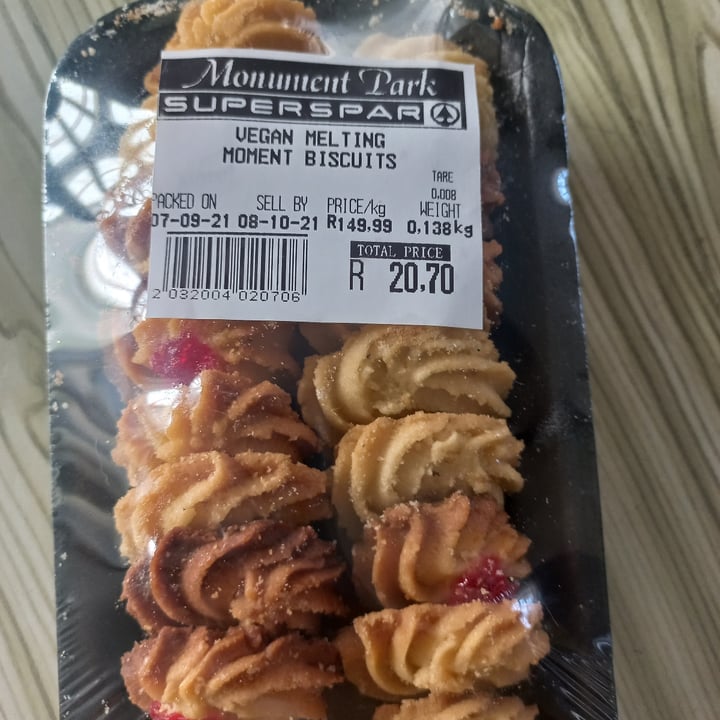 Monument Park
SUPERSPAR
VEGAN MELTING
MOMENT BISCUITS
TARE
0.008
PACKED ON SELL BY PRICE/kg WEIGHT
07-09-21 08-10-21 R149,99 0,138kg
TOTAL PRICE
R 20,70
2 032004 020706